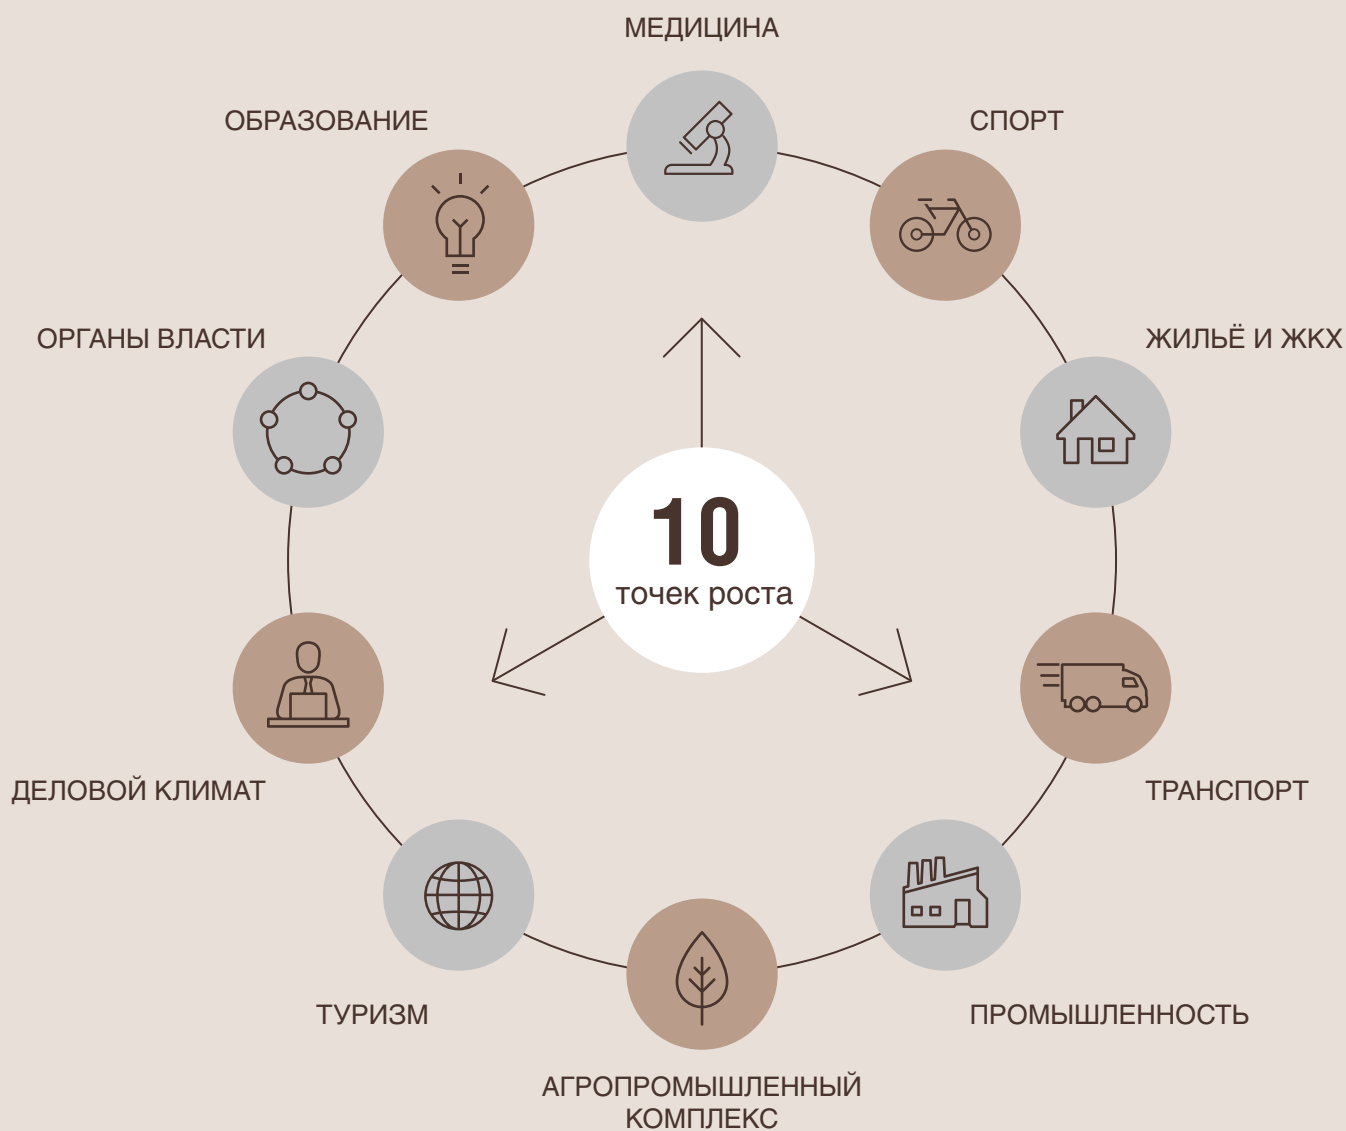 МЕДИЦИНА
ОБРАЗОВАНИЕ
СПОРТ
ОРГАНЫ ВЛАСТИ
ЖИЛЬЁ И ЖКХ
10
точек роста
ДЕЛОВОЙ КЛИМАТ
ТРАНСПОРТ
ТУРИЗМ
ПРОМЫШЛЕННОСТЬ
АГРОПРОМЫШЛЕННЫЙ
КОМПЛЕКС